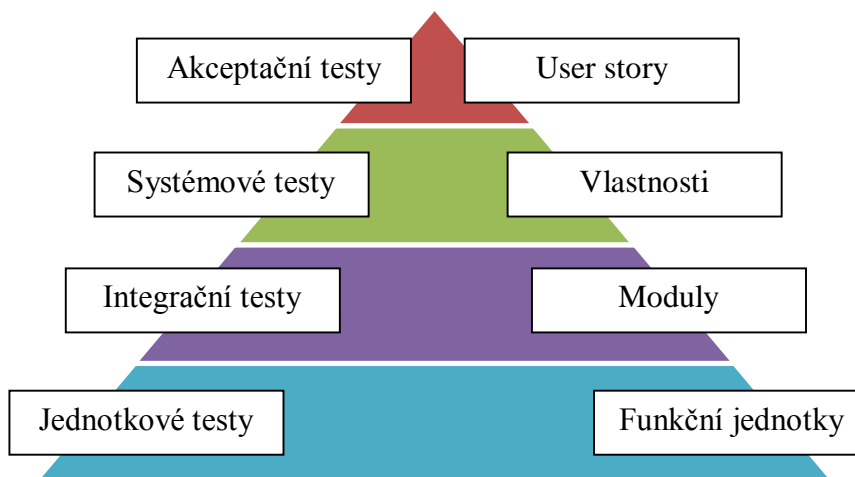 Akceptační testy
User story
Systémové testy
Vlastnosti
Integrační testy
Moduly
Jednotkové testy
Funkční jednotky